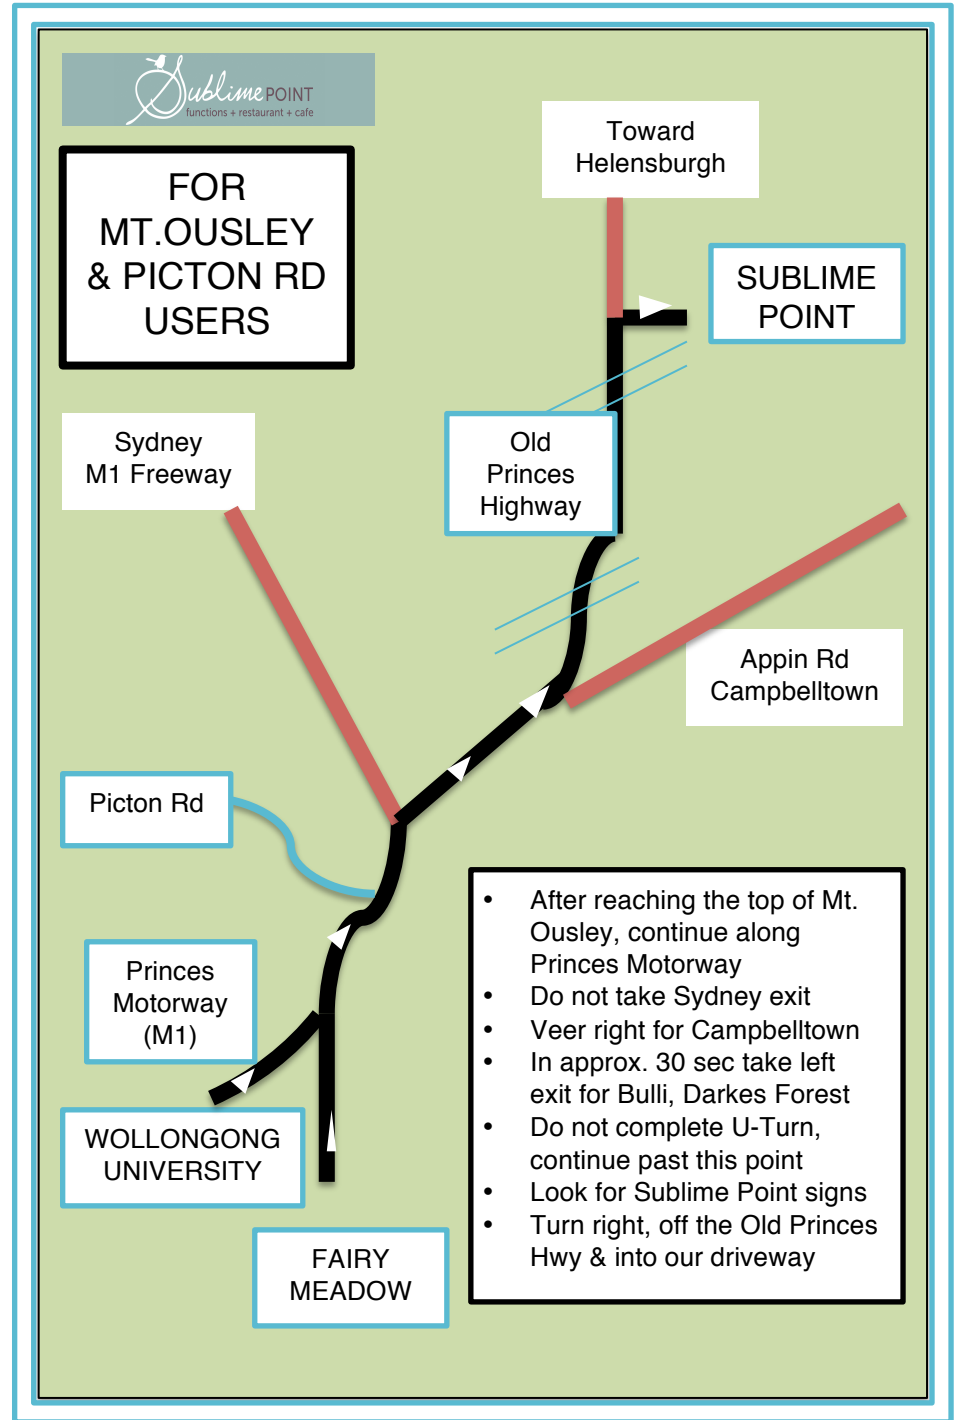 Sublime POINT
functions + restaurant + cafe
Toward
Helensburgh
FOR
MT.OUSLEY
& PICTON RD
USERS
SUBLIME
POINT
Sydney
M1 Freeway
Old
Princes
Highway
Appin Rd
Campbelltown
Picton Rd
Princes
Motorway
(M1)
WOLLONGONG
UNIVERSITY
FAIRY
MEADOW
• After reaching the top of Mt.
Ousley, continue along
Princes Motorway
• Do not take Sydney exit
• Veer right for Campbelltown
• In approx. 30 sec take left
exit for Bulli, Darkes Forest
• Do not complete U-Turn,
continue past this point
• Look for Sublime Point signs
• Turn right, off the Old Princes
Hwy & into our driveway